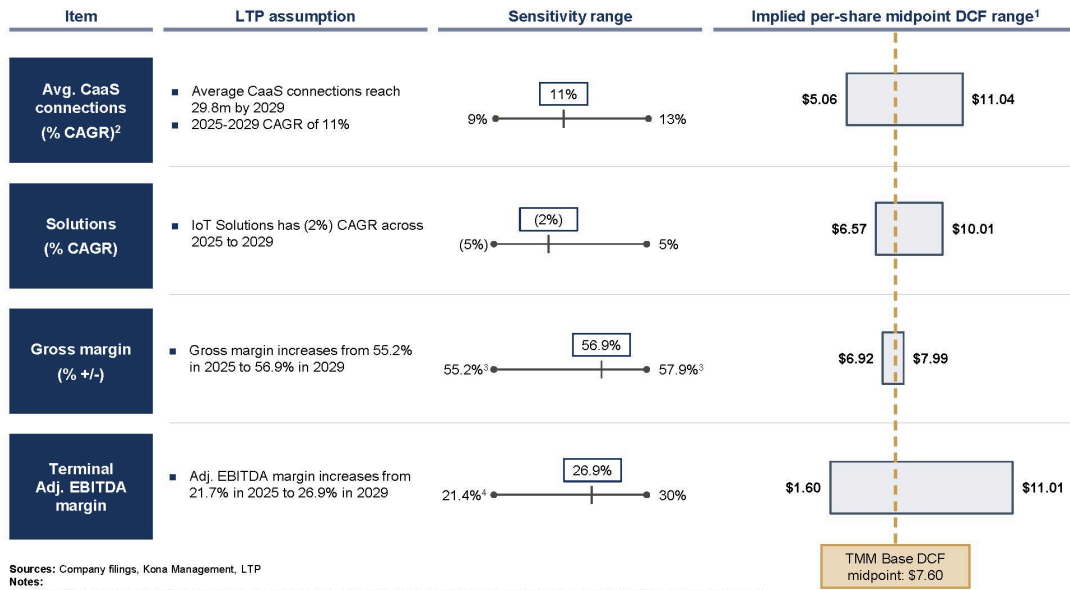 Item
LTP assumption
Sensitivity range
Implied per-share midpoint DCF range1
Avg. CaaS
connections
(% CAGR)2
■ Average CaaS connections reach
29.8m by 2029
■ 2025-2029 CAGR of 11%
11%
9%
13%
$5.06
$11.04
Solutions
(% CAGR)
■ IoT Solutions has (2%) CAGR across
2025 to 2029
(2%)
(5%)
5%
$6.57
$10.01
Gross margin
(% +/-)
■ Gross margin increases from 55.2%
in 2025 to 56.9% in 2029
56.9%
55.2%3
57.9%3
$6.92
$7.99
Terminal
Adj. EBITDA
margin
■ Adj. EBITDA margin increases from
21.7% in 2025 to 26.9% in 2029
26.9%
21.4%4
30%
$1.60
$11.01
TMM Base DCF
midpoint: $7.60
Sources: Company filings, Kona Management, LTP
Notes: